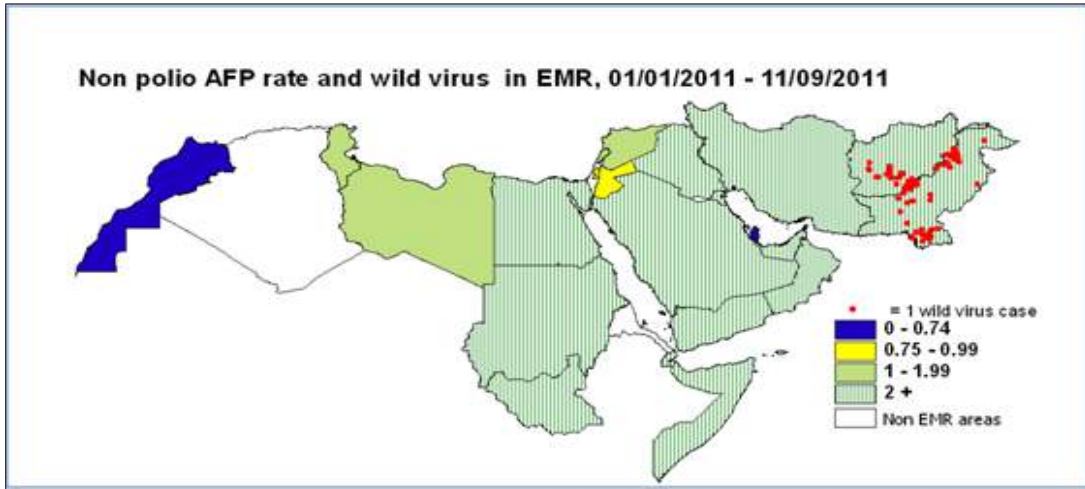 Non polio AFP rate and wild virus in EMR, 01/01/2011 - 11/09/2011
= 1 wild virus case
0 - 0.74
0.75 - 0.99
1 - 1.99
2 +
Non EMR areas